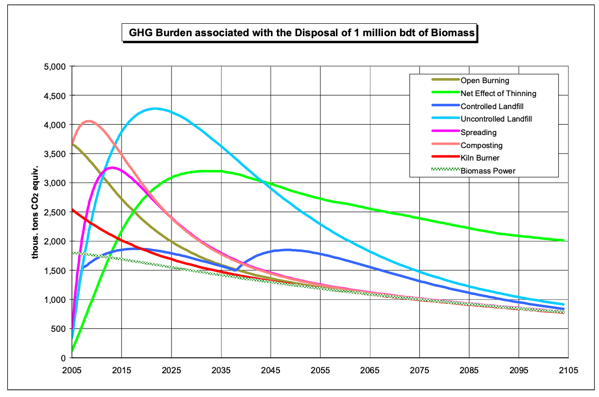 GHG Burden associated with the Disposal of 1 million bdt of Biomass
thous. tons CO2 equiv.
5,000
4,500
4,000
3,500
3,000
2,500
2,000
1,500
1,000
500
0
Open Burning
Net Effect of Thinning
Controlled Landfill
Uncontrolled Landfill
Spreading
Composting
Kiln Burner
Biomass Power
2005 2015 2025 2035 2045 2055 2065 2075 2085 2095 2105